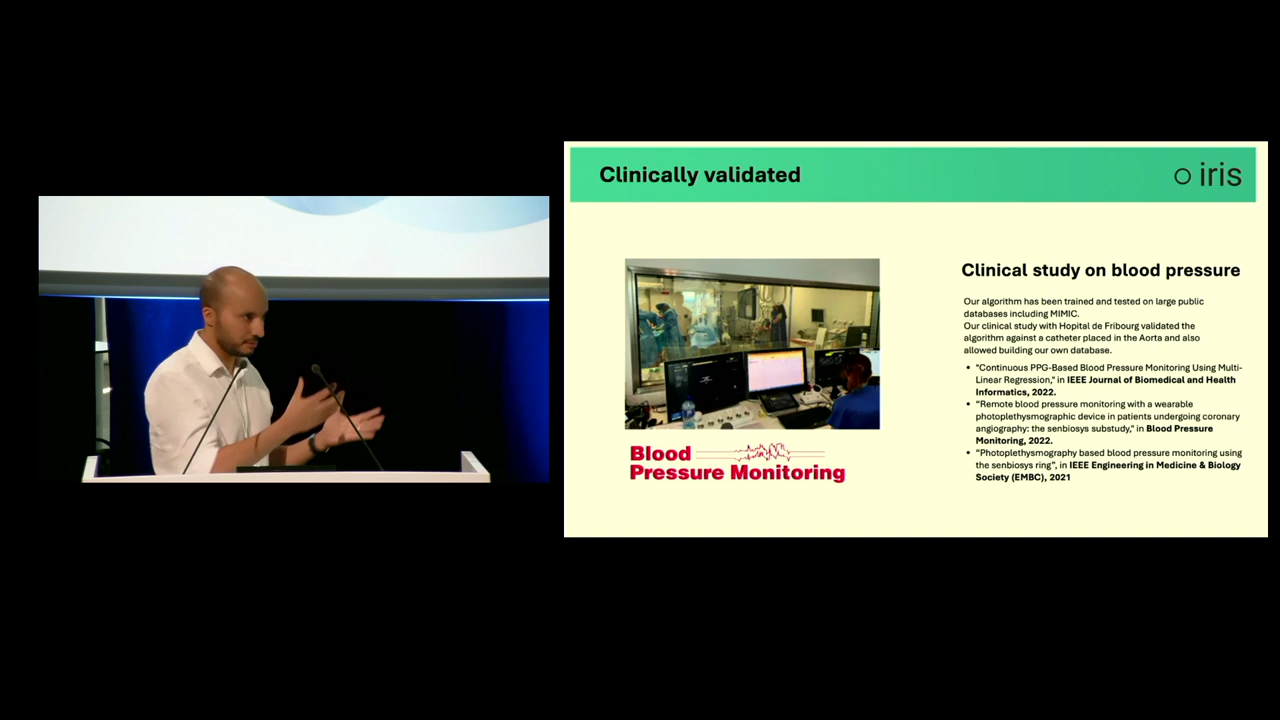 Clinically validated
iris
Clinical study on blood pressure
Our algorithm has been trained and tested on large public
databases including MIMIC.
Our clinical study with Hopital de Fribourg validated the
algorithm against a catheter placed in the Aorta and also
allowed building our own database.
• "Continuous PPG-Based Blood Pressure Monitoring Using Multi-
Linear Regression," in IEEE Journal of Biomedical and Health
Informatics, 2022.
• "Remote blood pressure monitoring with a wearable
photoplethysmographic device in patients undergoing coronary
angiography: the senbiosys substudy," in Blood Pressure
Monitoring, 2022.
• "Photoplethysmography based blood pressure monitoring using
the senbiosys ring", in IEEE Engineering in Medicine & Biology
Society (EMBC), 2021
Blood
Pressure Monitoring